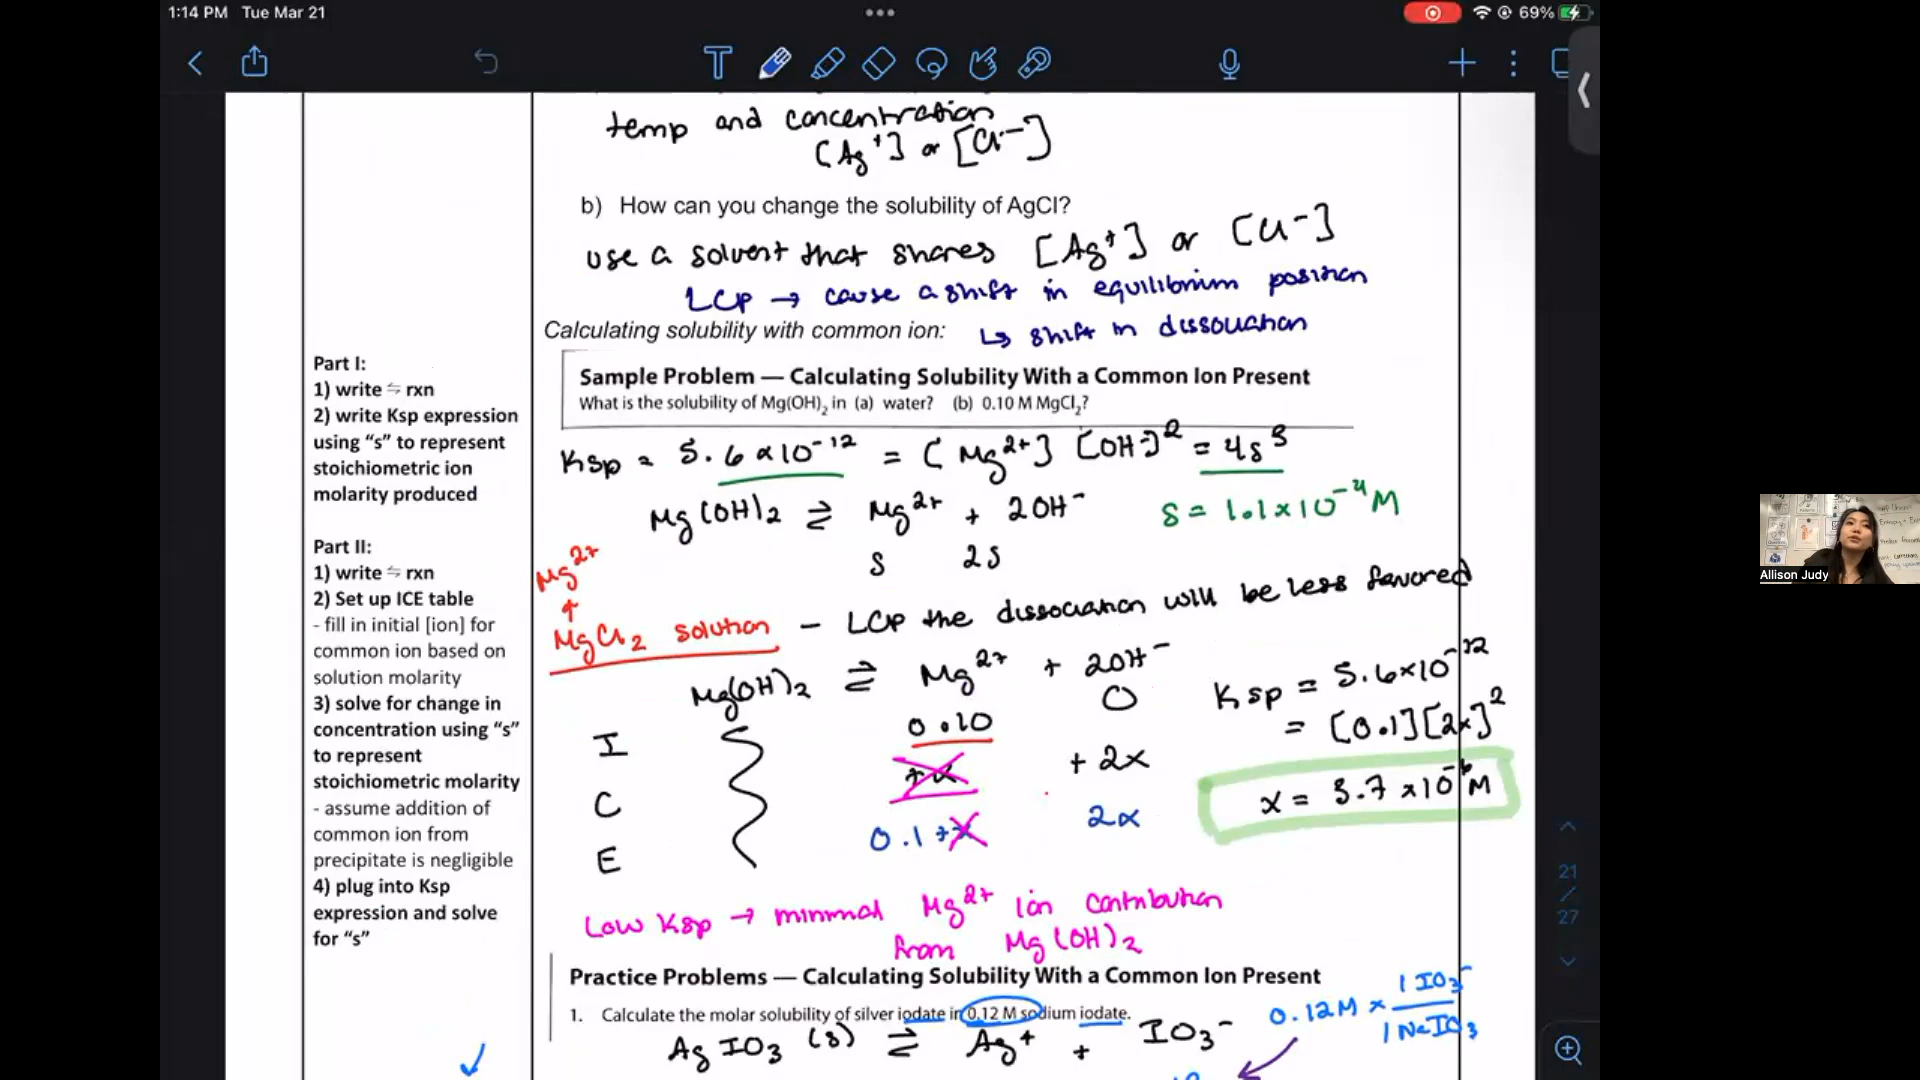 1:14 PM Tue Mar 21
69%
temp and concentration
[Ag⁺] or [Cl⁻]
b) How can you change the solubility of AgCl?
use a solvent that shares [Ag⁺] or [Cl⁻]
LCP → cause a shift in equilibrium position
Calculating solubility with common ion: ↳ shift in dissociation
Sample Problem — Calculating Solubility With a Common Ion Present
What is the solubility of Mg(OH)₂ in (a) water? (b) 0.10 M MgCl₂?
Ksp = 5.6 x 10⁻¹² = [Mg²⁺] [OH⁻]² = 4s³
Mg(OH)₂ ⇌ Mg²⁺ + 2OH⁻ s = 1.1 x 10⁻⁴ M
s 2s
Mg²⁺
↑
MgCl₂ solution - LCP the dissociation will be less favored
Mg(OH)₂ ⇌ Mg²⁺ + 2OH⁻
I 0.10 0
C +x +2x
E 0.1 + x 2x
Ksp = 5.6 x 10⁻¹²
= [0.1][2x]²
x = 3.7 x 10⁻⁶ M
Low Ksp → minimal Mg²⁺ ion contribution
from Mg(OH)₂
Practice Problems — Calculating Solubility With a Common Ion Present
1. Calculate the molar solubility of silver iodate in 0.12 M sodium iodate.
0.12M x 1 IO₃⁻
1 NaIO₃
AgIO₃ (s) ⇌ Ag⁺ + IO₃⁻
Part I:
1) write ⇌ rxn
2) write Ksp expression
using “s” to represent
stoichiometric ion
molarity produced
Part II:
1) write ⇌ rxn
2) Set up ICE table
- fill in initial [ion] for
common ion based on
solution molarity
3) solve for change in
concentration using “s”
to represent
stoichiometric molarity
- assume addition of
common ion from
precipitate is negligible
4) plug into Ksp
expression and solve
for “s”
21
/
27
Allison Judy